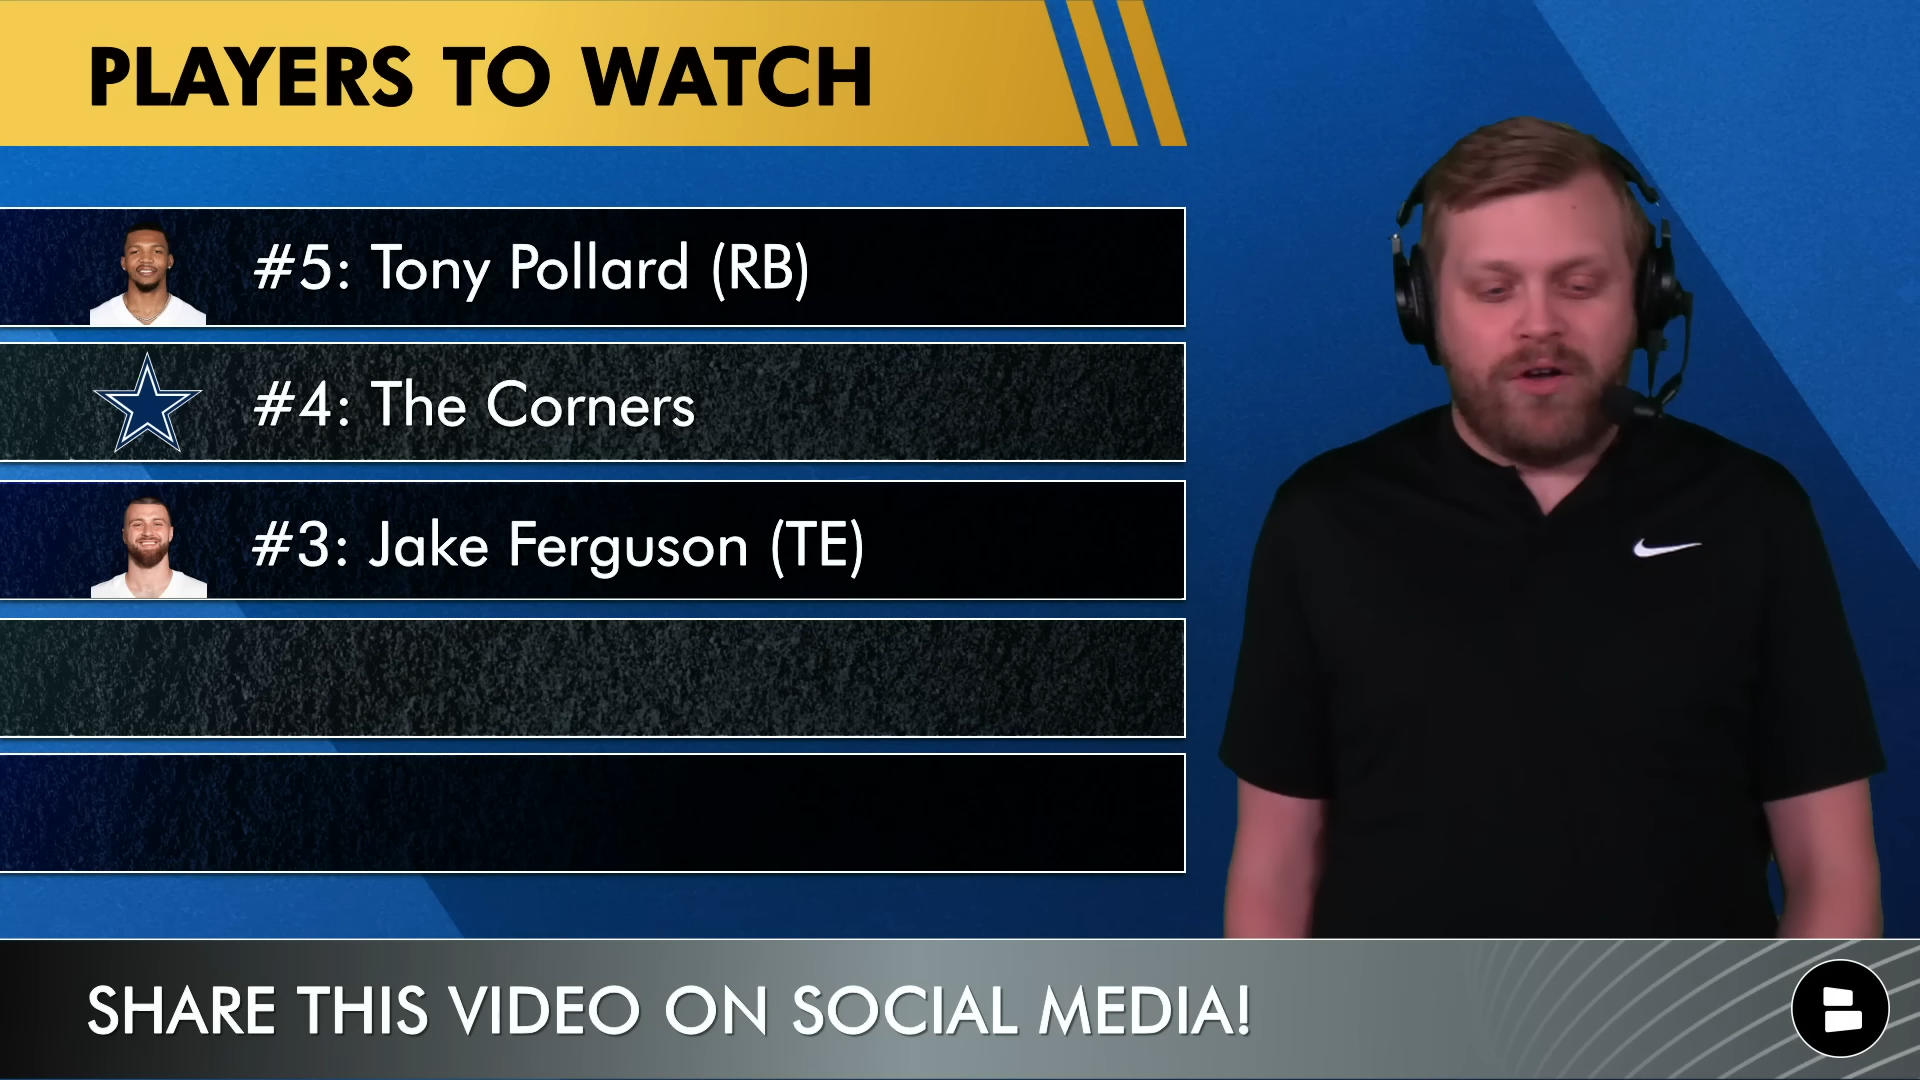 PLAYERS TO WATCH
#5: Tony Pollard (RB)
#4: The Corners
#3: Jake Ferguson (TE)
SHARE THIS VIDEO ON SOCIAL MEDIA!